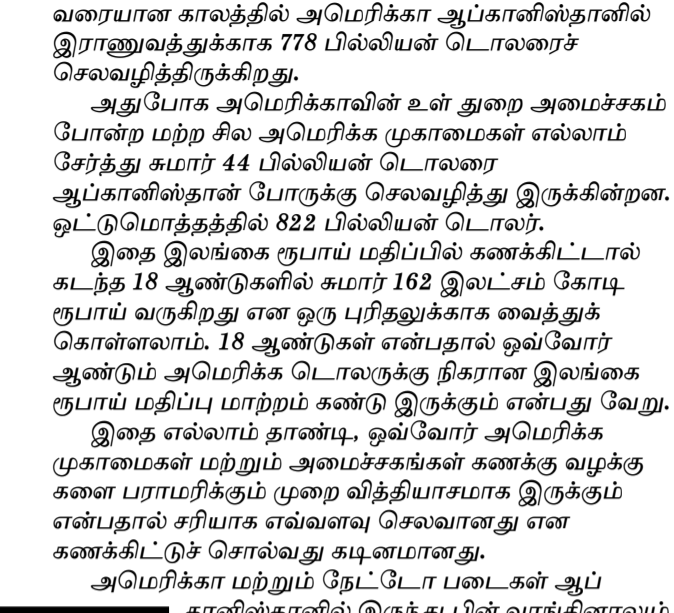 வரையான காலத்தில் அமெரிக்கா ஆப்கானிஸ்தானில்
இராணுவத்துக்காக 778 பில்லியன் டொலரைச்
செலவழித்திருக்கிறது.
அதுபோக அமெரிக்காவின் உள் துறை அமைச்சகம்
போன்ற மற்ற சில அமெரிக்க முகாமைகள் எல்லாம்
சேர்த்து சுமார் 44 பில்லியன் டொலரை
ஆப்கானிஸ்தான் போருக்கு செலவழித்து இருக்கின்றன.
ஒட்டுமொத்தத்தில் 822 பில்லியன் டொலர்.
இதை இலங்கை ரூபாய் மதிப்பில் கணக்கிட்டால்
கடந்த 18 ஆண்டுகளில் சுமார் 162 இலட்சம் கோடி
ரூபாய் வருகிறது என ஒரு புரிதலுக்காக வைத்துக்
கொள்ளலாம். 18 ஆண்டுகள் என்பதால் ஒவ்வோர்
ஆண்டும் அமெரிக்க டொலருக்கு நிகரான இலங்கை
ரூபாய் மதிப்பு மாற்றம் கண்டு இருக்கும் என்பது வேறு.
இதை எல்லாம் தாண்டி, ஒவ்வோர் அமெரிக்க
முகாமைகள் மற்றும் அமைச்சகங்கள் கணக்கு வழக்கு
களை பராமரிக்கும் முறை வித்தியாசமாக இருக்கும்
என்பதால் சரியாக எவ்வளவு செலவானது என
கணக்கிட்டுச் சொல்வது கடினமானது.
அமெரிக்கா மற்றும் நேட்டோ படைகள் ஆப்
கானிஸ்தானில் இருந்து பின் வாங்கினாலும்